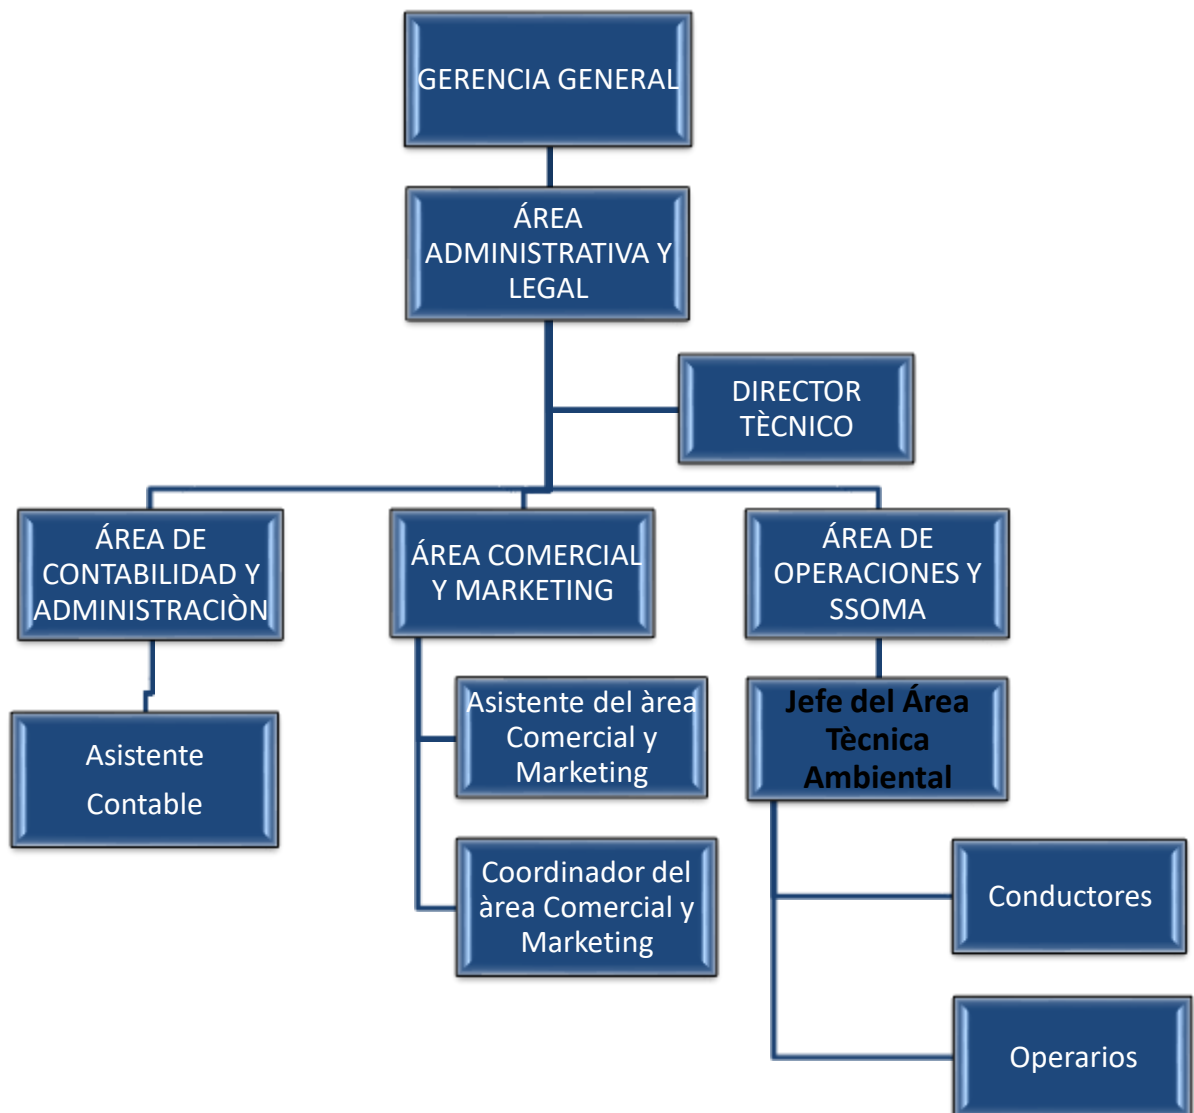 GERENCIA GENERAL
ÁREA
ADMINISTRATIVA Y
LEGAL
DIRECTOR
TÈCNICO
ÁREA DE
CONTABILIDAD Y
ADMINISTRACIÒN
ÁREA COMERCIAL
Y MARKETING
ÁREA DE
OPERACIONES Y
SSOMA
Asistente
Contable
Asistente del àrea
Comercial y
Marketing
Coordinador del
àrea Comercial y
Marketing
Jefe del Área
Tècnica
Ambiental
Conductores
Operarios